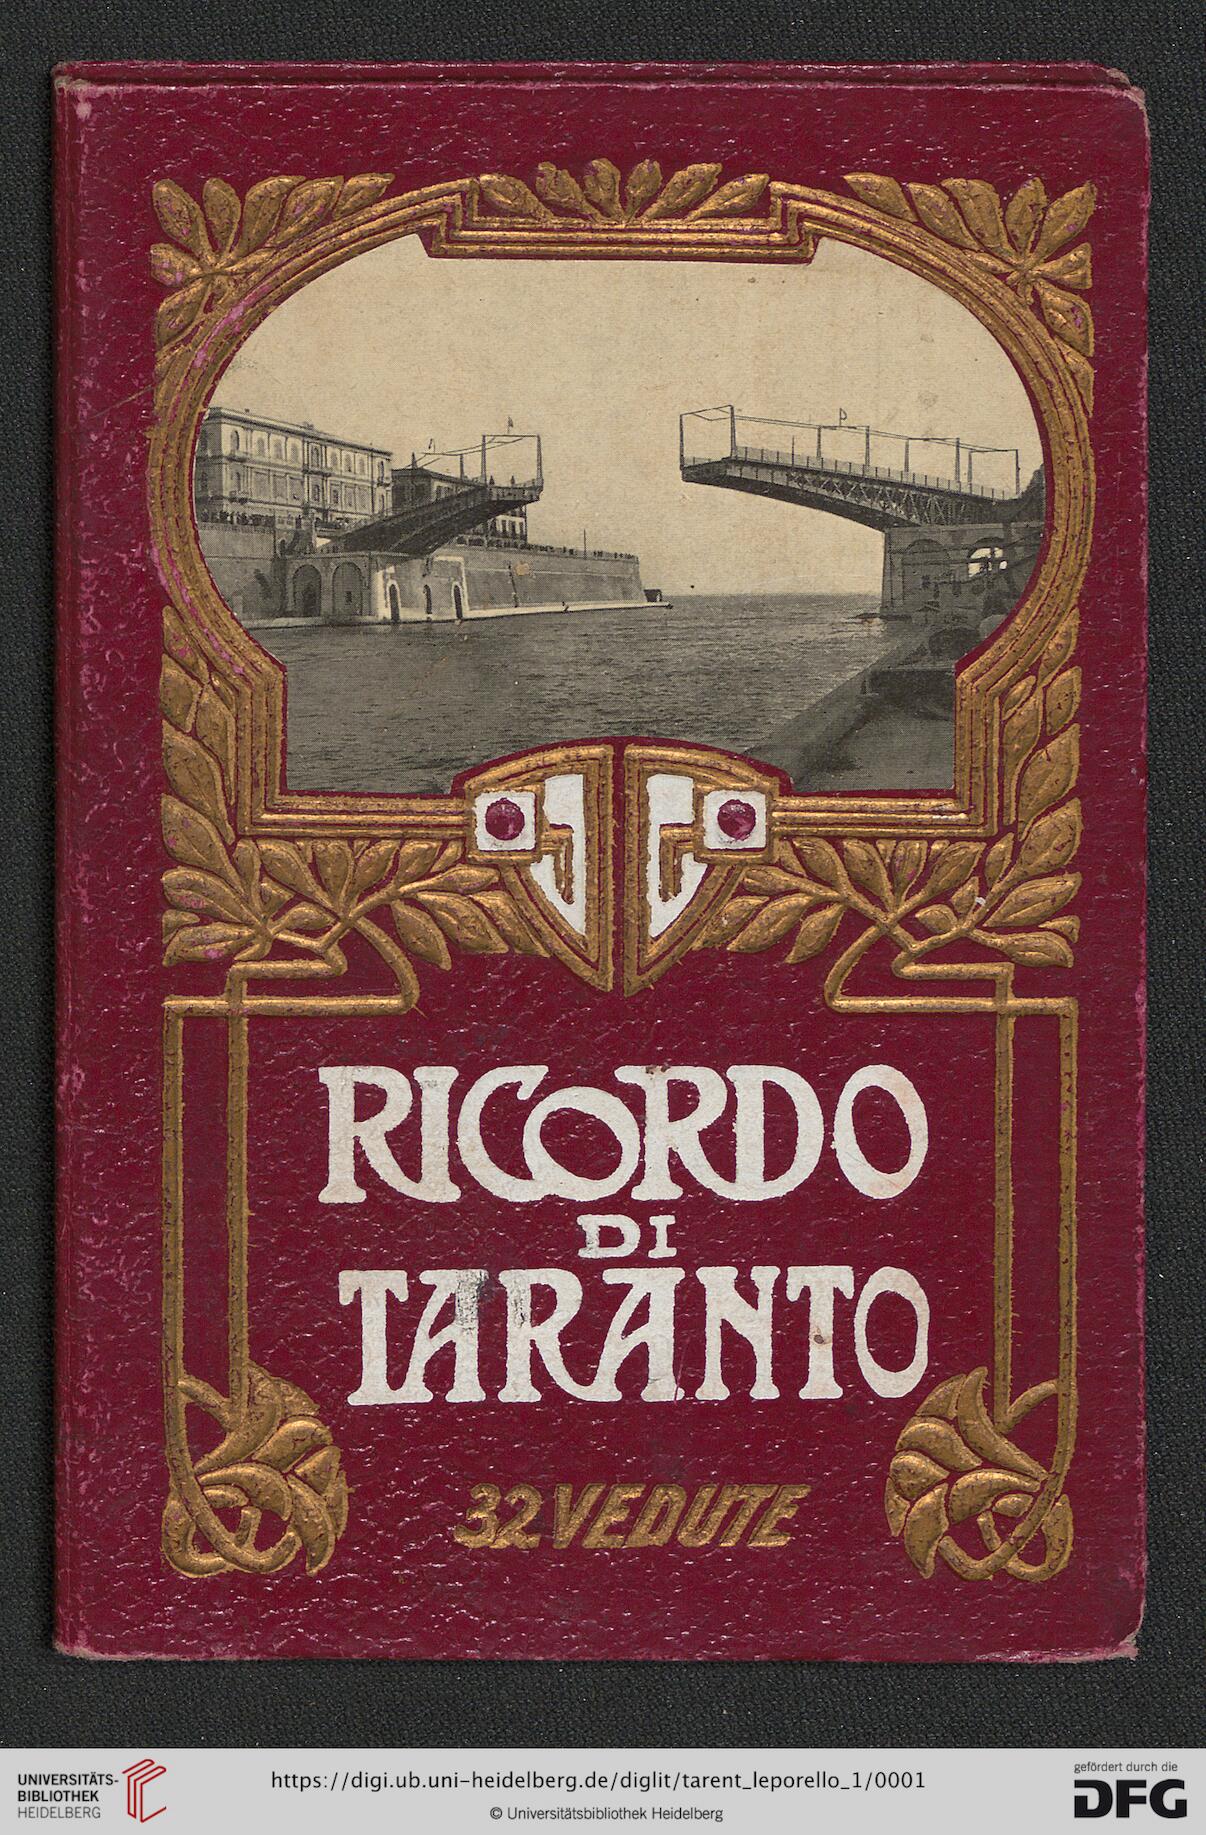 RICORDO
DI
TARANTO
32 VEDUTE
UNIVERSITÄTS-
BIBLIOTHEK
HEIDELBERG
https://digi.ub.uni-heidelberg.de/diglit/tarent_leporello_1/0001
© Universitätsbibliothek Heidelberg
gefördert durch die
DFG